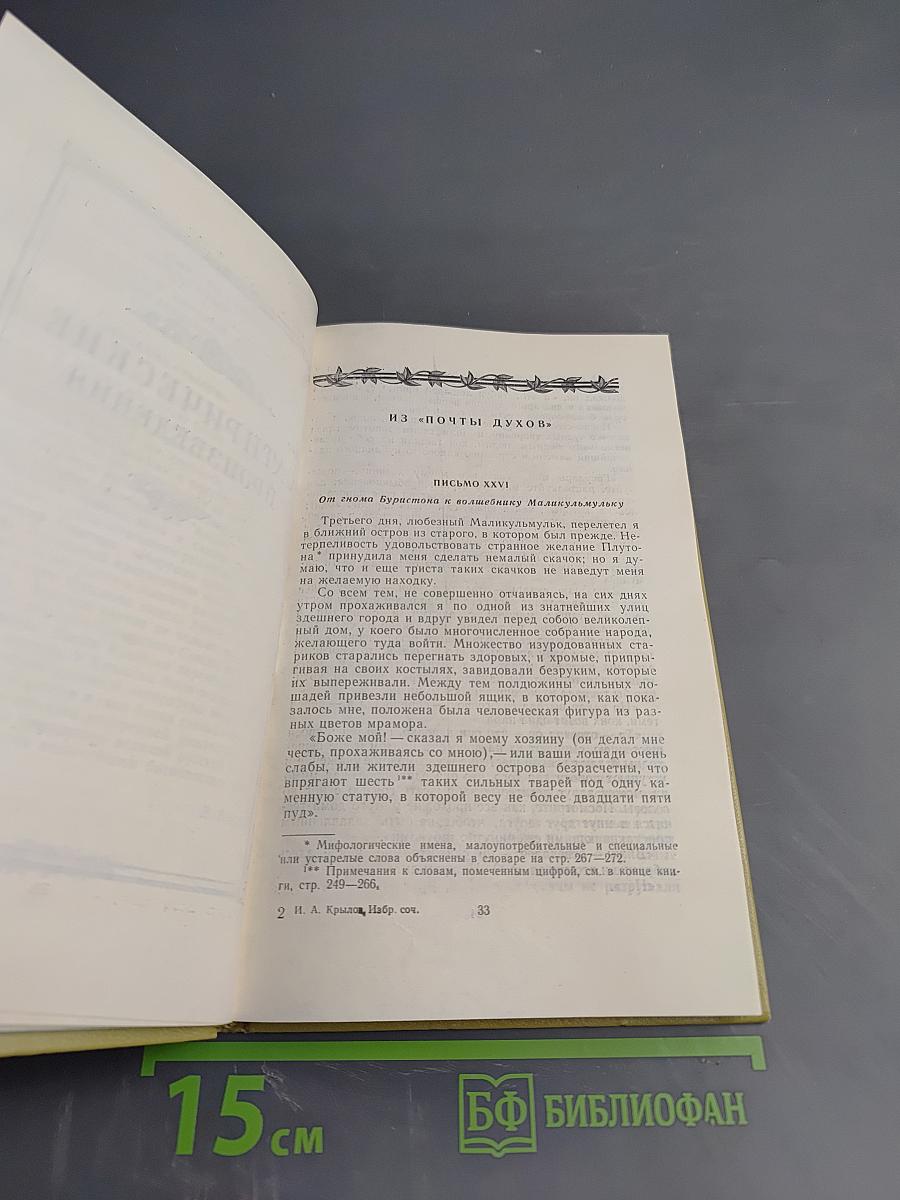 ИЗ «ПОЧТЫ ДУХОВ»
ПИСЬМО XXVI
От гнома Буристона к волшебнику Маликульмульку
Третьего дня, любезный Маликульмульк, перелетел я
в ближний остров из старого, в котором был прежде. Не-
терпеливость удовольствовать странное желание Плуто-
на * принудила меня сделать немалый скачок; но я ду-
маю, что и еще триста таких скачков не наведут меня
на желаемую находку.
Со всем тем, не совершенно отчаиваясь, на сих днях
утром прохаживался я по одной из знатнейших улиц
здешнего города и вдруг увидел перед собою великолеп-
ный дом, у коего было многочисленное собрание народа,
желающего туда войти. Множество изуродованных ста-
риков старались перегнать здоровых, и хромые, припры-
гивая на своих костылях, завидовали безруким, которые
их выпереживали. Между тем полдюжины сильных ло-
шадей привезли небольшой ящик, в котором, как пока-
залось мне, положена была человеческая фигура из раз-
ных цветов мрамора.
«Боже мой! — сказал я моему хозяину (он делал мне
честь, прохаживаясь со мною),— или ваши лошади очень
слабы, или жители здешнего острова безрасчетны, что
впрягают шесть 1** таких сильных тварей под одну ка-
менную статую, в которой весу не более двадцати пяти
пуд».
* Мифологические имена, малоупотребительные и специальные
или устарелые слова объяснены в словаре на стр. 267—272.
1** Примечания к словам, помеченным цифрой, см. в конце кни-
ги, стр. 249—266.
2 И. А. Крылов, Избр. соч. 33
15 см
БФ БИБЛИОФАН